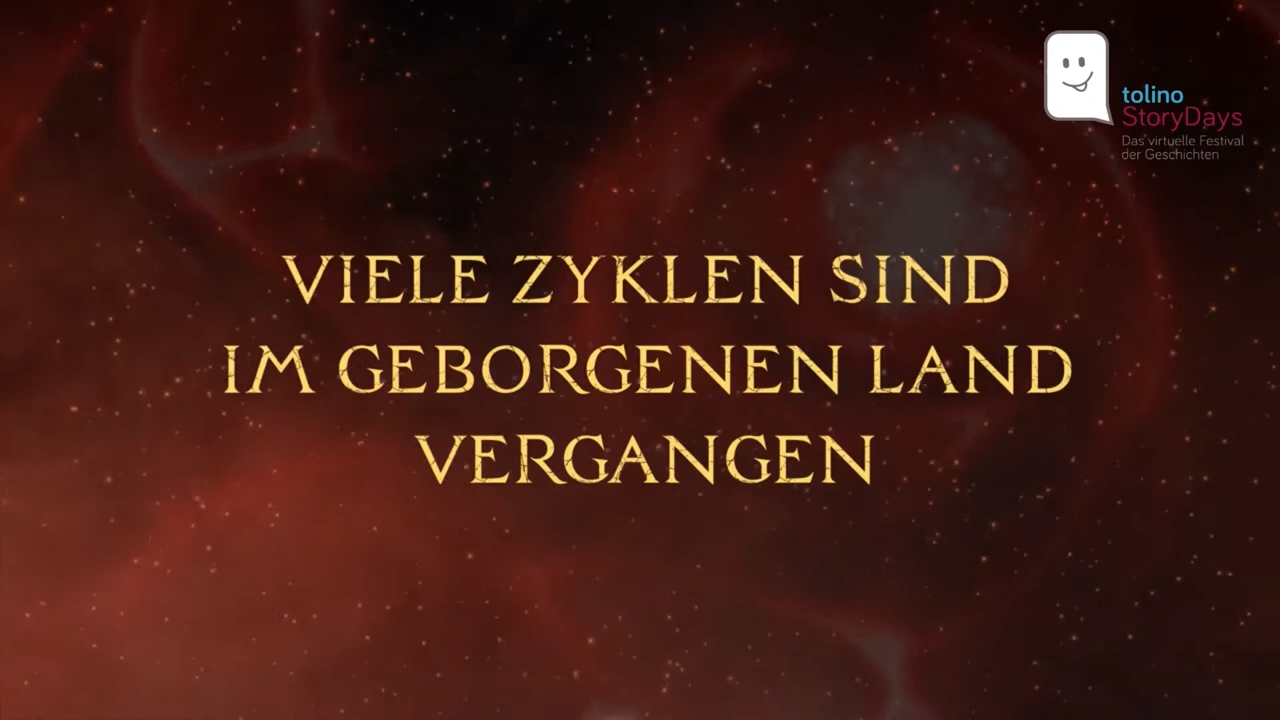 tolino
StoryDays
Das virtuelle Festival
der Geschichten
VIELE ZYKLEN SIND
IM GEBORGENEN LAND
VERGANGEN